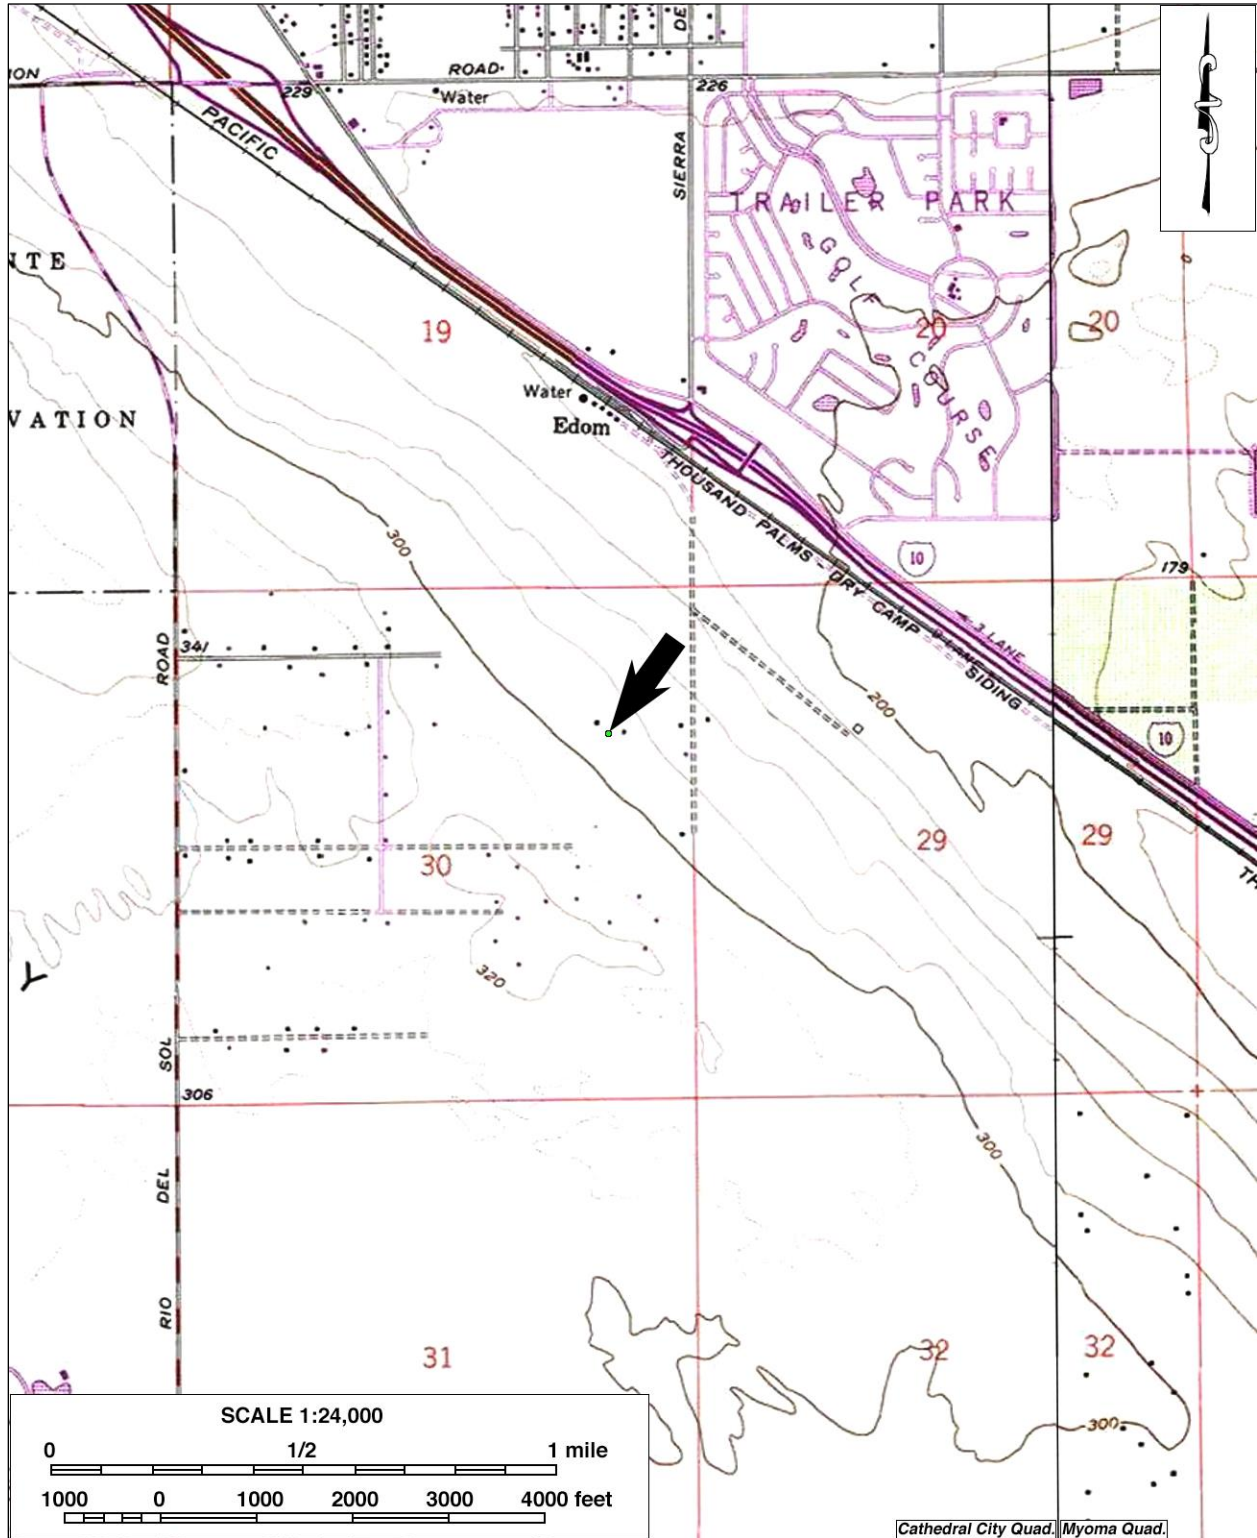 ION
ROAD
DE
229
226
Water
PACIFIC
SIERRA
TRAILER PARK
GOLF COURSE
NTE
19
20
20
Water
VATION
Edom
THOUSAND PALMS - DRY CAMP SIDING
10
300
179
3 LANE
ROAD
341
200
10
29
29
30
320
Y
SOL
306
300
DEL
RIO
31
32
32
300
SCALE 1:24,000
0 1/2 1 mile
1000 0 1000 2000 3000 4000 feet
Cathedral City Quad. Myoma Quad.